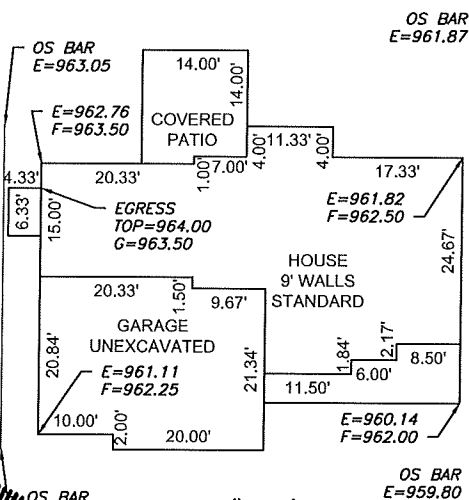 OS BAR
E=961.87
OS BAR
E=963.05
14.00'
14.00'
E=962.76
F=963.50
COVERED
PATIO
11.33'
4.00'
4.00'
1.00'
7.00'
4.33'
20.33'
17.33'
6.33'
15.00'
EGRESS
TOP=964.00
G=963.50
E=961.82
F=962.50
24.67'
HOUSE
9' WALLS
STANDARD
20.33'
1.50'
9.67'
GARAGE
UNEXCAVATED
20.84'
21.34'
1.84'
2.17'
8.50'
6.00'
11.50'
E=961.11
F=962.25
10.00'
2.00'
20.00'
E=960.14
F=962.00
OS BAR
E=959.80
OS BAR